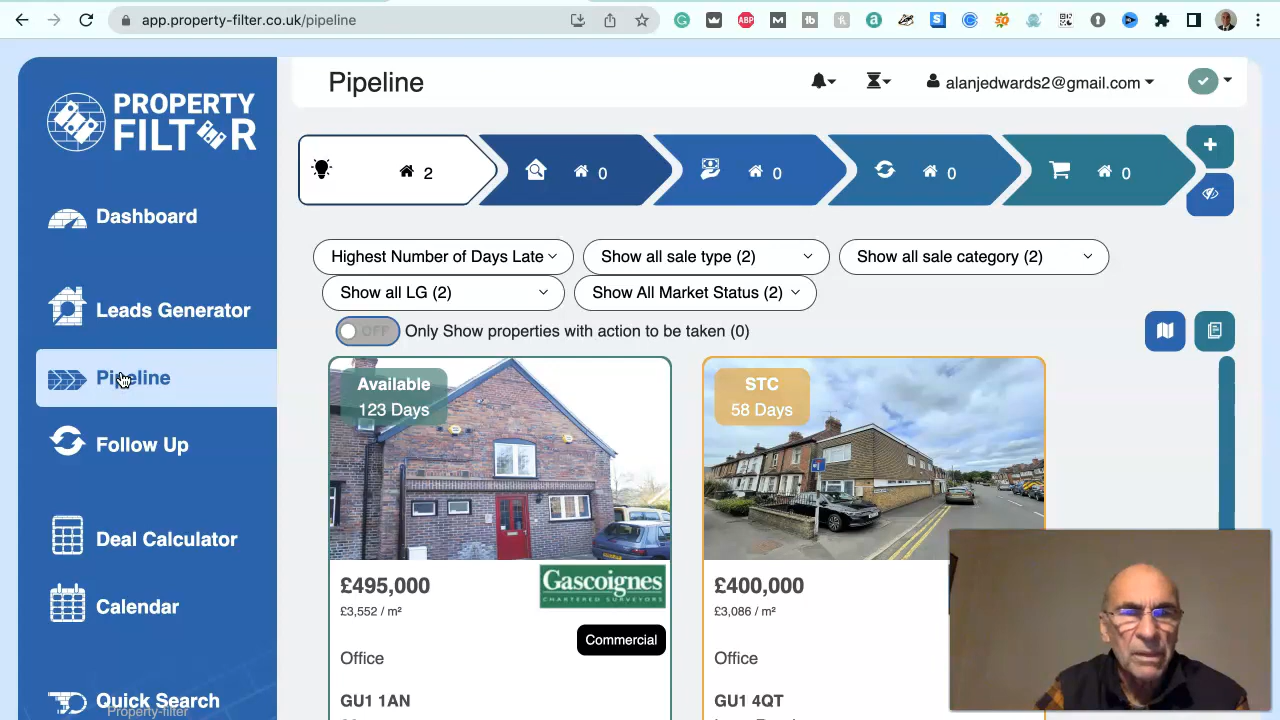 app.property-filter.co.uk/pipeline
PROPERTY
FILTER
Pipeline
alanjedwards2@gmail.com
2
0
0
0
0
Dashboard
Leads Generator
Pipeline
Follow Up
Deal Calculator
Calendar
Quick Search
Property-filter
Highest Number of Days Late
Show all sale type (2)
Show all sale category (2)
Show all LG (2)
Show All Market Status (2)
OFF
Only Show properties with action to be taken (0)
Available
123 Days
£495,000
£3,552 / m²
Gascoignes
CHARTERED SURVEYORS
Commercial
Office
GU1 1AN
STC
58 Days
£400,000
£3,086 / m²
Office
GU1 4QT